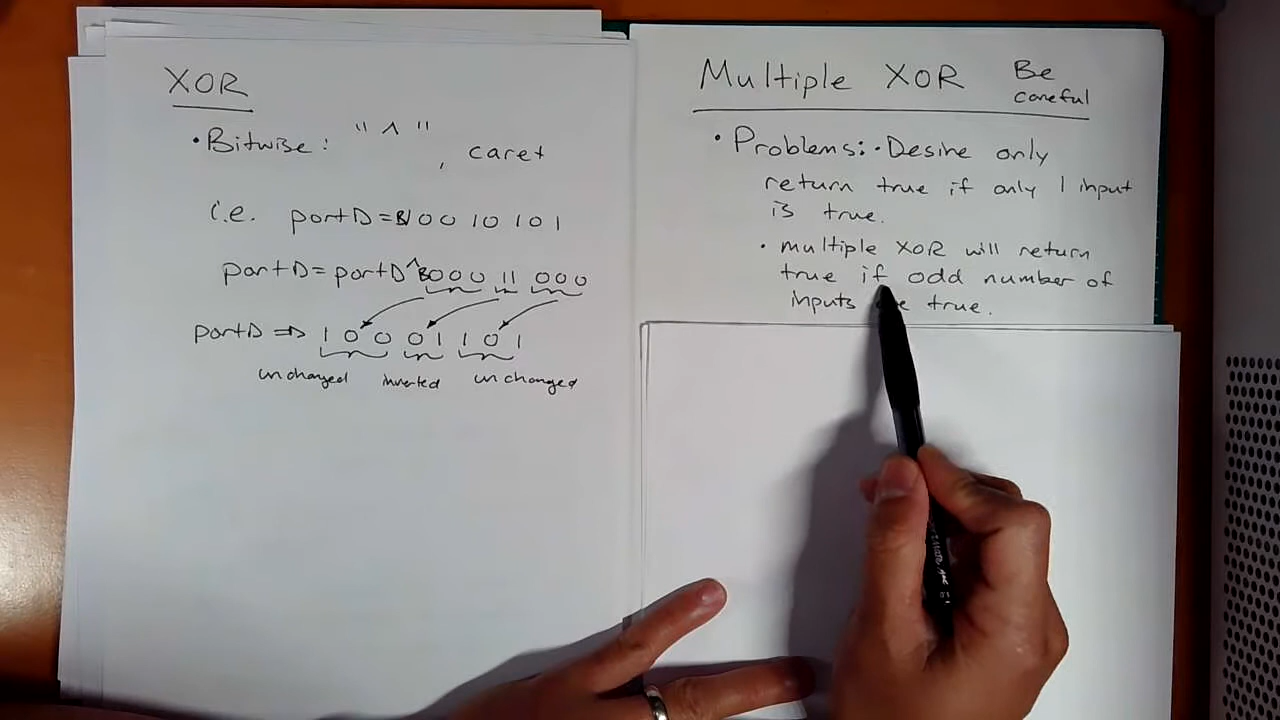 XOR
• Bitwise: " ^ " , caret
i.e. portD = B10010101
portD = portD ^ B00011000
portD ⇒ 10001101
unchanged inverted unchanged
Multiple XOR Be careful
• Problems: • Desire only
return true if only 1 input
is true.
• multiple XOR will return
true if odd number of
inputs true.